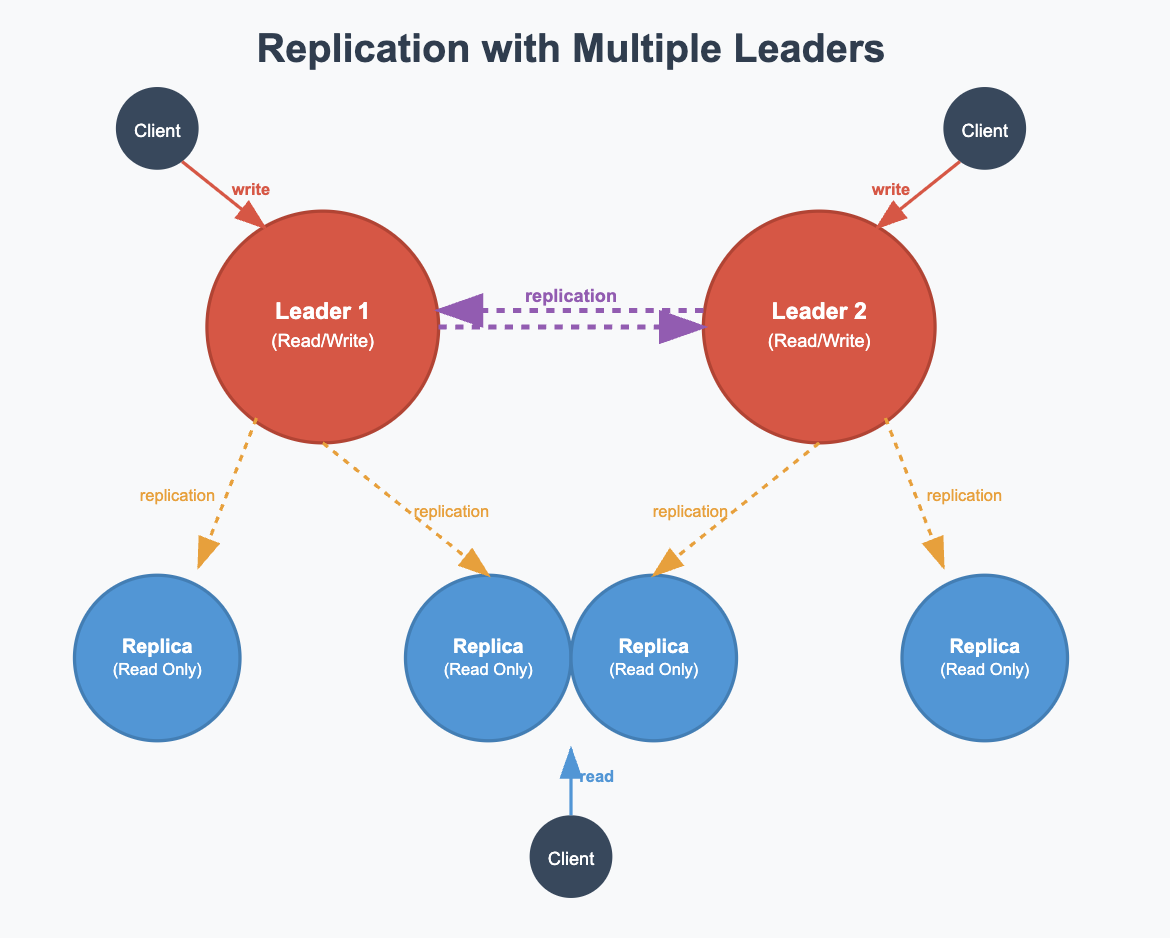 Replication with Multiple Leaders
Client
Client
write
write
replication
Leader 1
(Read/Write)
Leader 2
(Read/Write)
replication
replication
replication
replication
Replica
(Read Only)
Replica
(Read Only)
Replica
(Read Only)
Replica
(Read Only)
read
Client